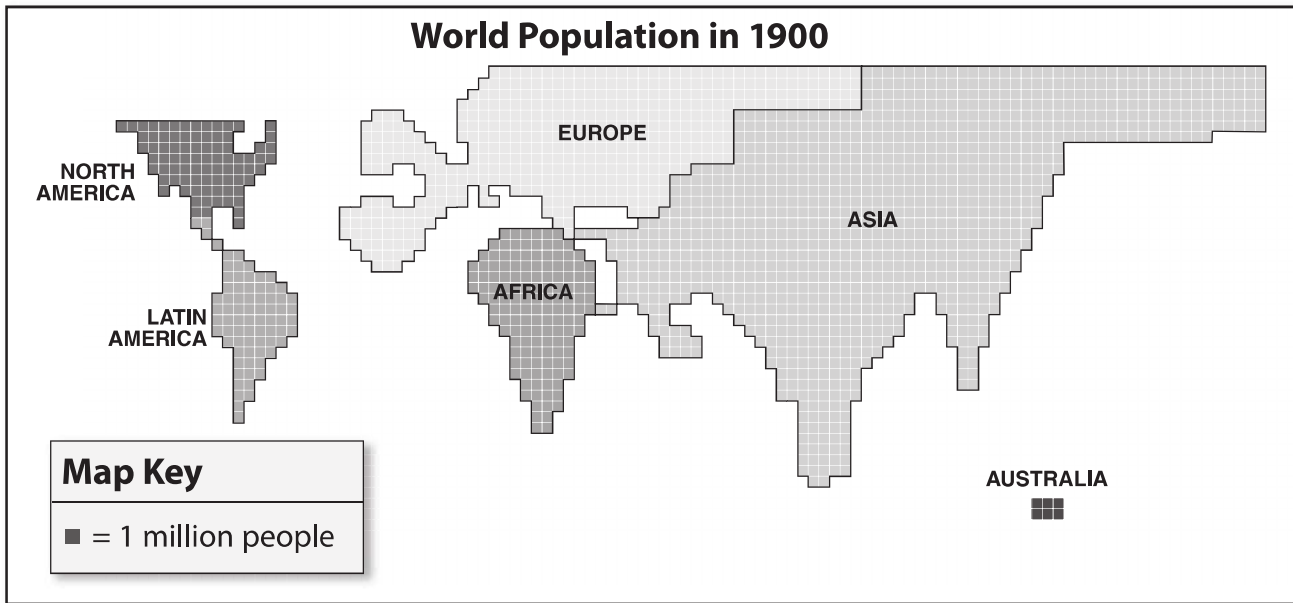 World Population in 1900
EUROPE
NORTH
AMERICA
ASIA
AFRICA
LATIN
AMERICA
AUSTRALIA
Map Key
= 1 million people